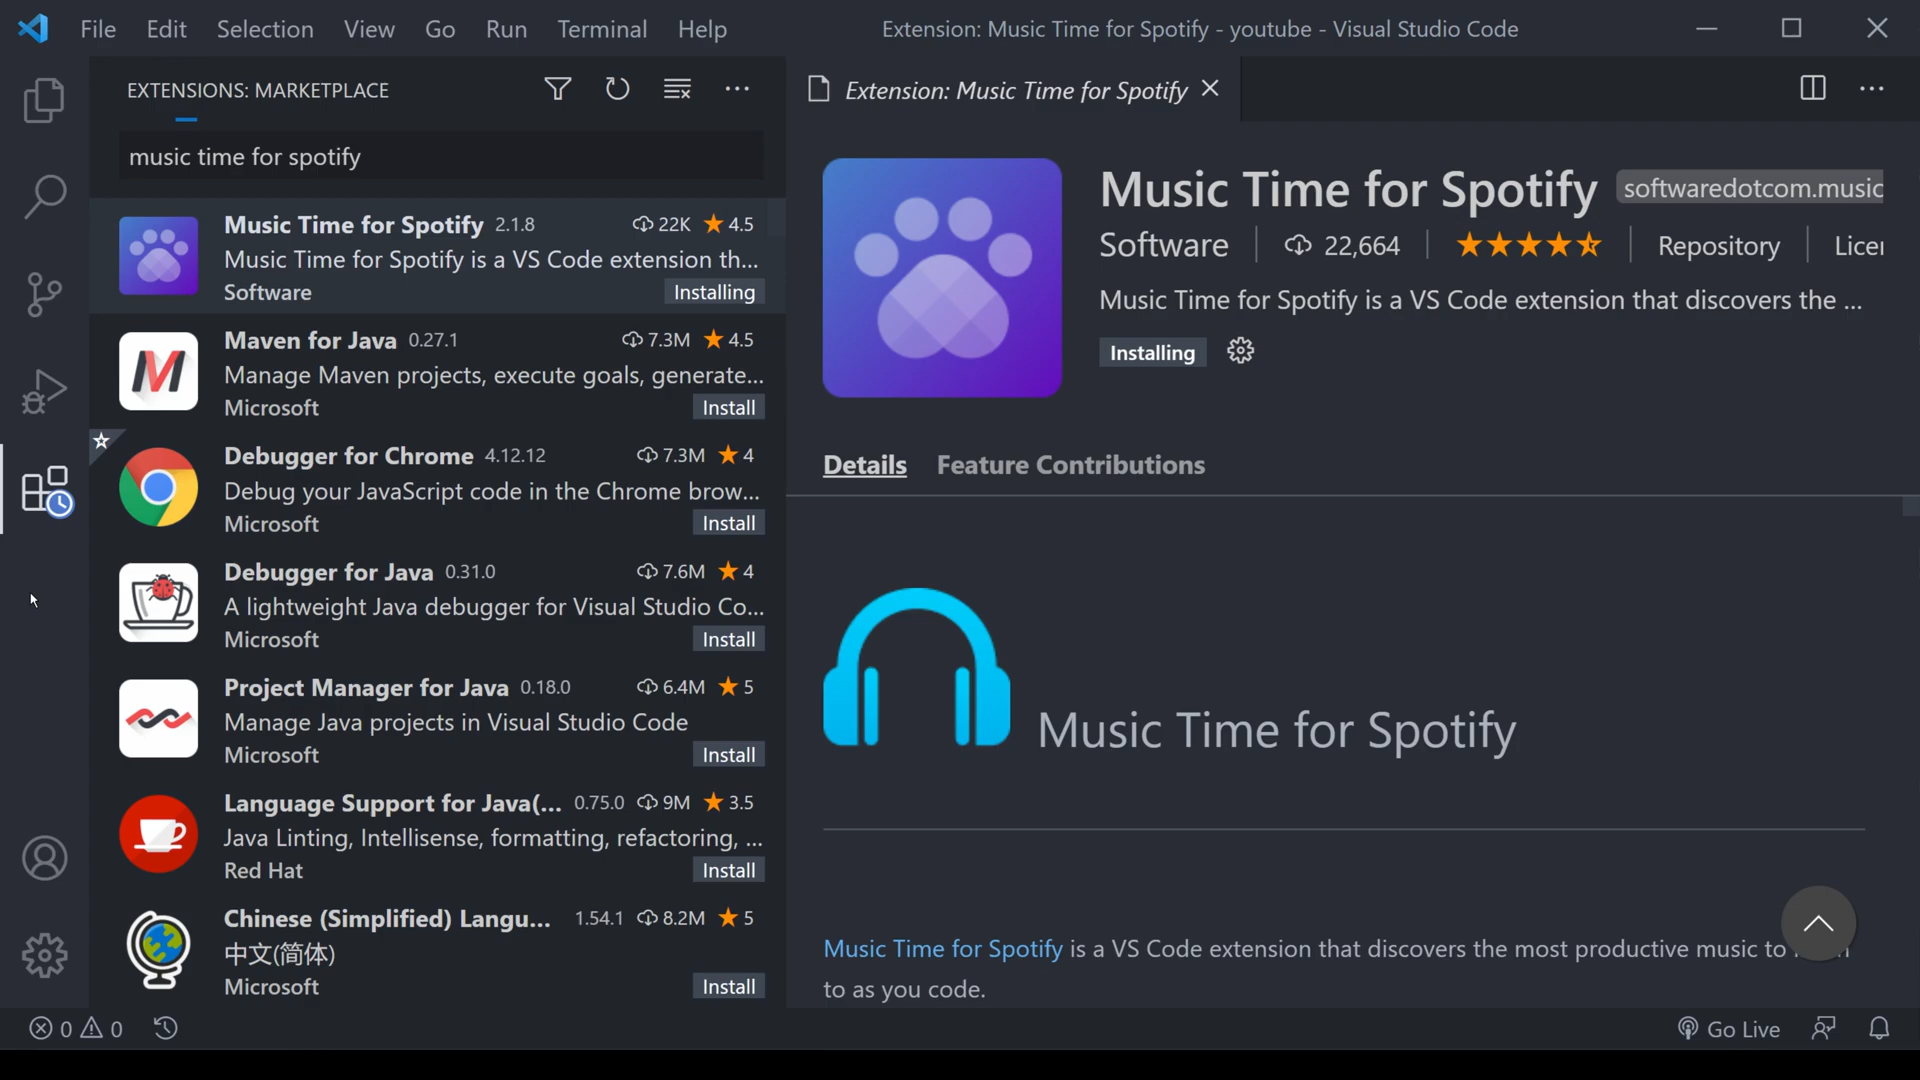 File Edit Selection View Go Run Terminal Help
Extension: Music Time for Spotify - youtube - Visual Studio Code
EXTENSIONS: MARKETPLACE
music time for spotify
Music Time for Spotify 2.1.8 22K 4.5
Music Time for Spotify is a VS Code extension th...
Software Installing
Maven for Java 0.27.1 7.3M 4.5
Manage Maven projects, execute goals, generate...
Microsoft Install
Debugger for Chrome 4.12.12 7.3M 4
Debug your JavaScript code in the Chrome brow...
Microsoft Install
Debugger for Java 0.31.0 7.6M 4
A lightweight Java debugger for Visual Studio Co...
Microsoft Install
Project Manager for Java 0.18.0 6.4M 5
Manage Java projects in Visual Studio Code
Microsoft Install
Language Support for Java(... 0.75.0 9M 3.5
Java Linting, Intellisense, formatting, refactoring, ...
Red Hat Install
Chinese (Simplified) Langu... 1.54.1 8.2M 5
中文(简体)
Microsoft Install
Extension: Music Time for Spotify
Music Time for Spotify softwaredotcom.music
Software 22,664 Repository Licen
Music Time for Spotify is a VS Code extension that discovers the ...
Installing
Details Feature Contributions
Music Time for Spotify
Music Time for Spotify is a VS Code extension that discovers the most productive music to
to as you code.
0 0
Go Live